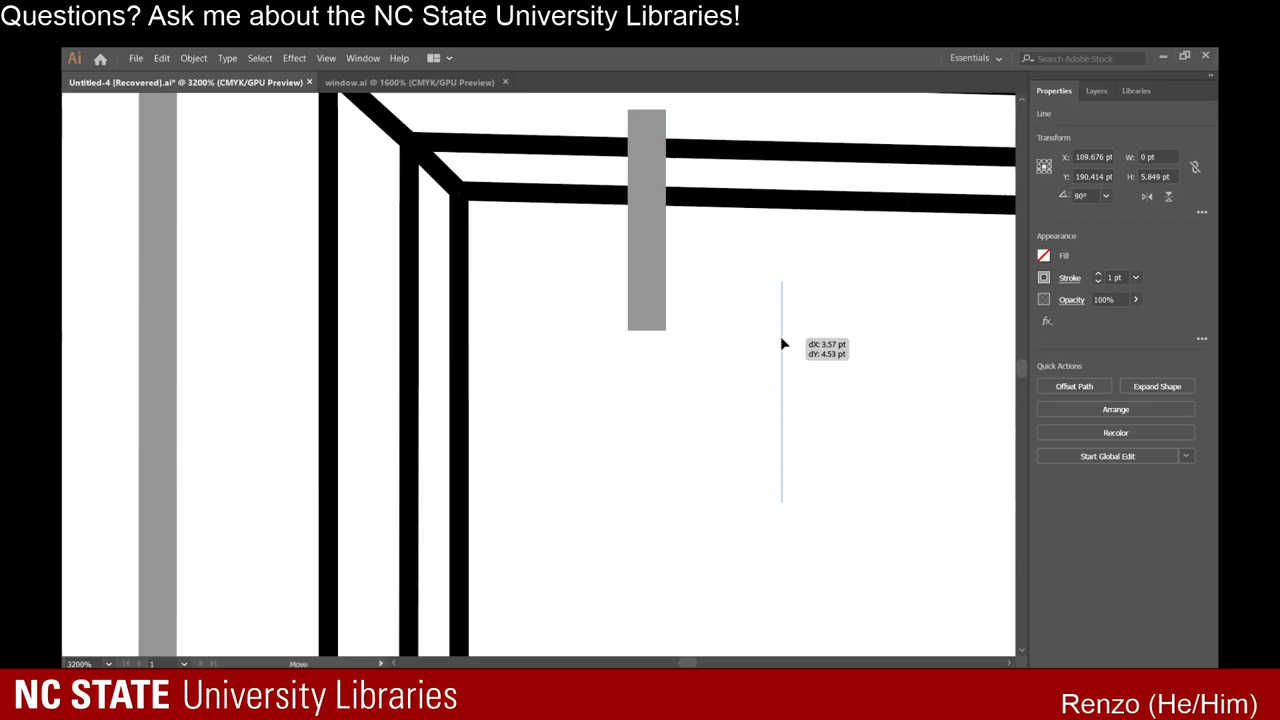 Questions? Ask me about the NC State University Libraries!
Ai File Edit Object Type Select Effect View Window Help Essentials Search Adobe Stock
Untitled-4 [Recovered].ai* @ 3200% (CMYK/GPU Preview) window.ai @ 1600% (CMYK/GPU Preview)
Properties Layers Libraries
Line
Transform
X: 109.676 pt W: 0 pt
Y: 190.414 pt H: 5.849 pt
90°
Appearance
Fill
Stroke 1 pt
Opacity 100%
fx.
dX: 3.57 pt
dY: 4.53 pt
Quick Actions
Offset Path Expand Shape
Arrange
Recolor
Start Global Edit
3200% 1 Move
NC STATE University Libraries
Renzo (He/Him)